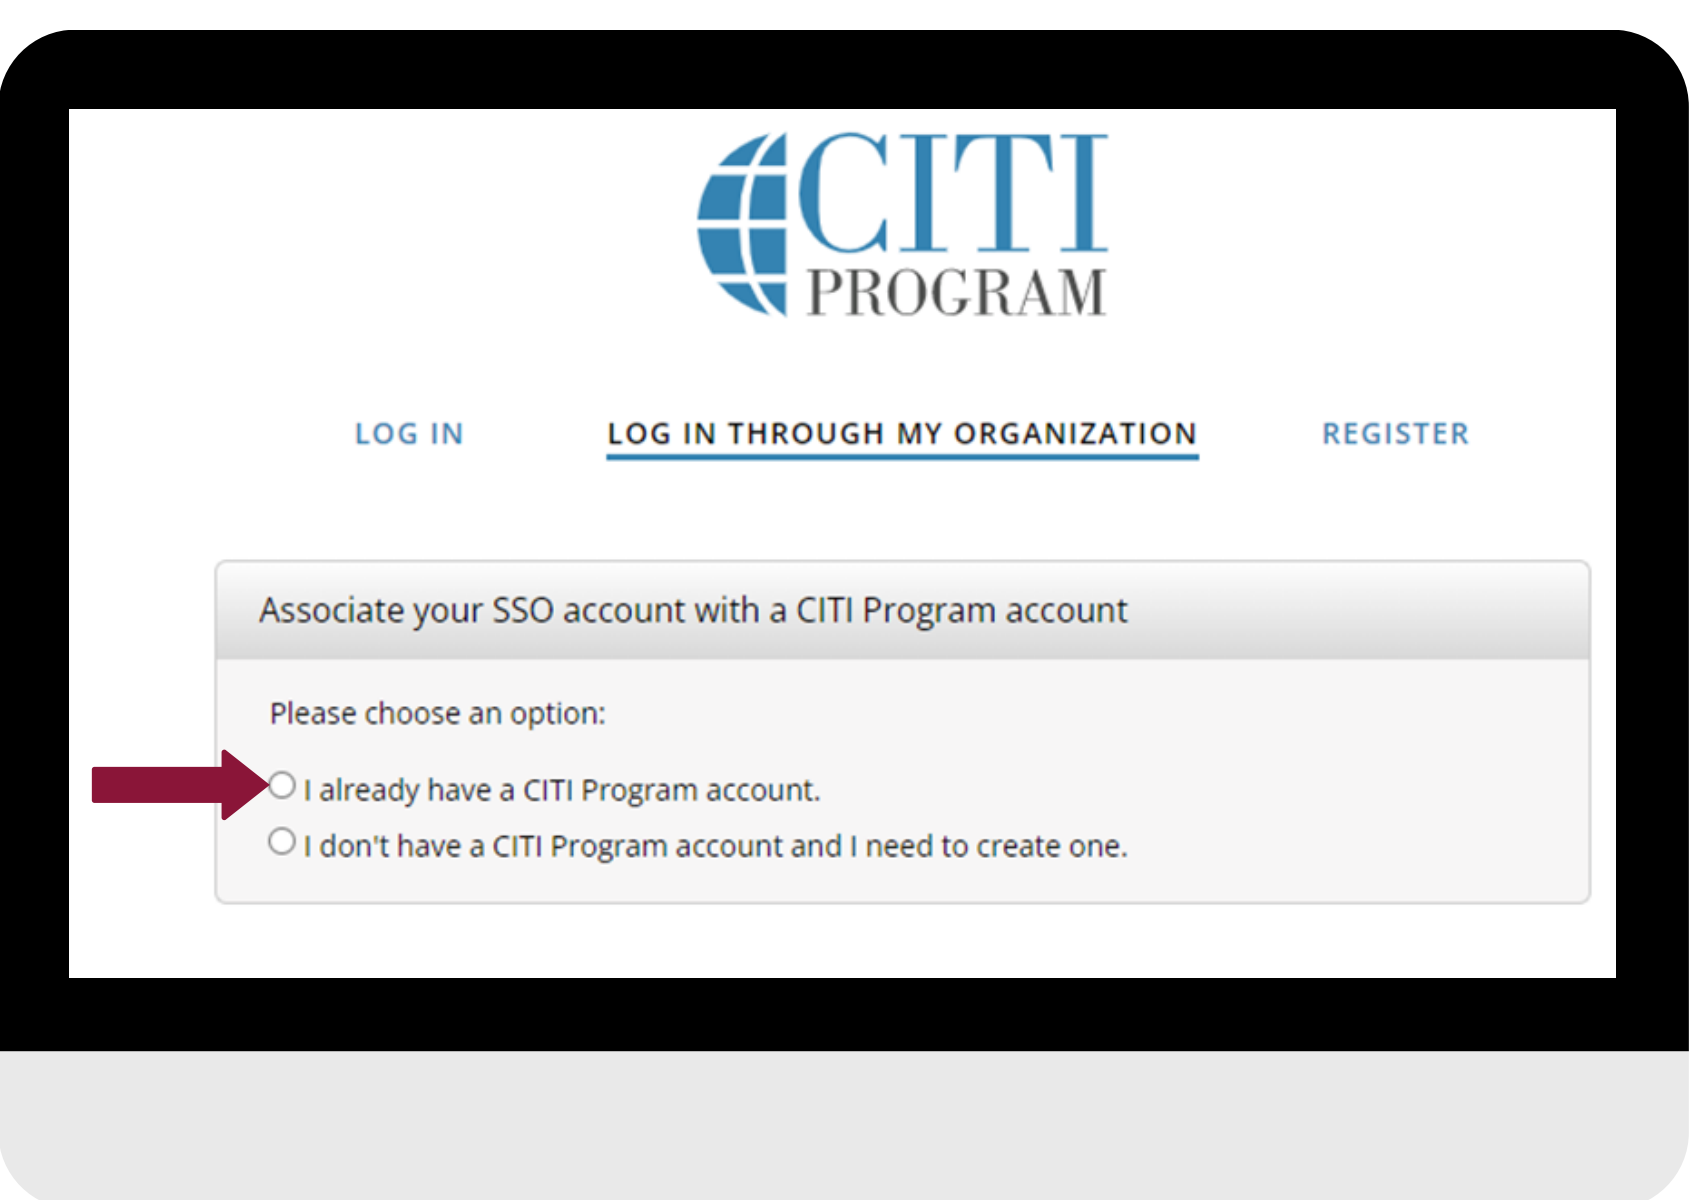 CITI
PROGRAM
LOG IN LOG IN THROUGH MY ORGANIZATION REGISTER
Associate your SSO account with a CITI Program account
Please choose an option:
I already have a CITI Program account.
I don't have a CITI Program account and I need to create one.